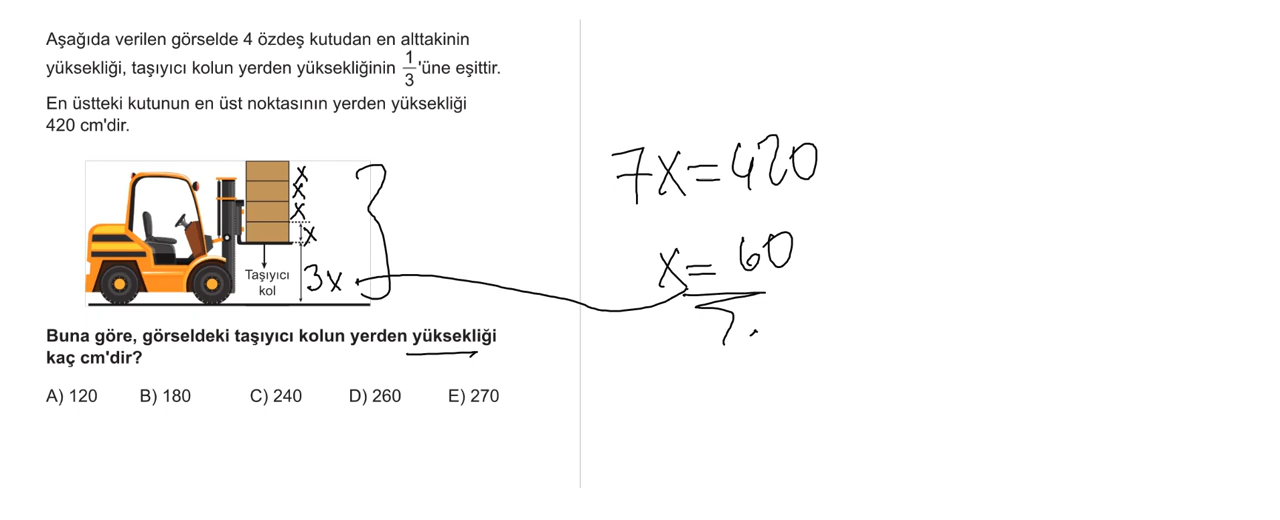 Aşağıda verilen görselde 4 özdeş kutudan en alttakinin
yüksekliği, taşıyıcı kolun yerden yüksekliğinin 1/3'üne eşittir.
En üstteki kutunun en üst noktasının yerden yüksekliği
420 cm'dir.
x
x
x
x
Taşıyıcı
kol
3x
Buna göre, görseldeki taşıyıcı kolun yerden yüksekliği
kaç cm'dir?
A) 120 B) 180 C) 240 D) 260 E) 270
7x=420
x=60